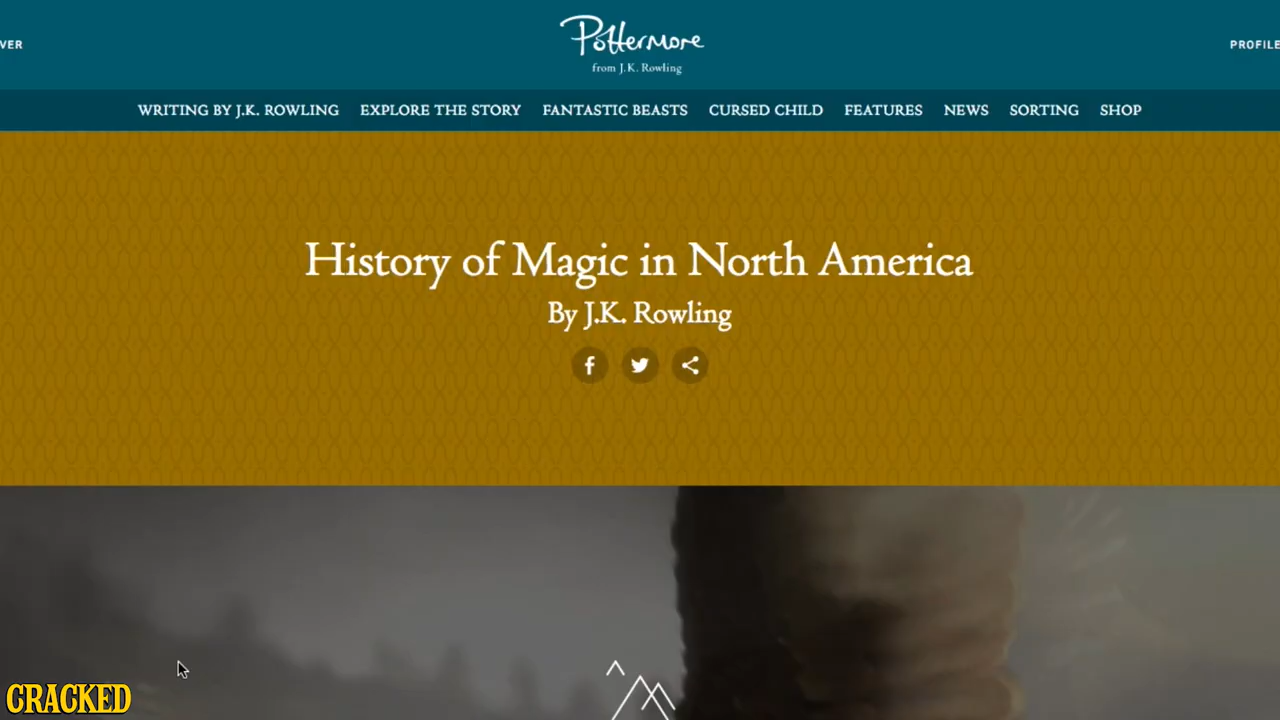 Pottermore
from J.K. Rowling
VER
PROFILE
WRITING BY J.K. ROWLING EXPLORE THE STORY FANTASTIC BEASTS CURSED CHILD FEATURES NEWS SORTING SHOP
History of Magic in North America
By J.K. Rowling
CRACKED